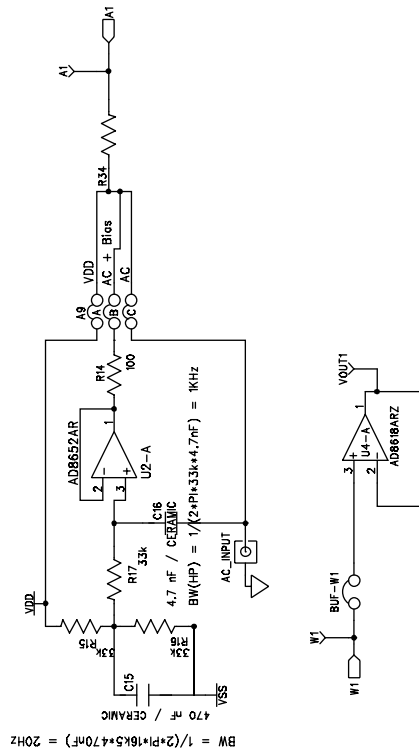 A1
A1
R34
VDD
AC + Bias
AC
A9
A
B
C
R14
100
AD8652AR
2
3
1
U2-A
C16
4.7 nF / CERAMIC
BW(HP) = 1/(2*PI*33k*4,7nF) = 1KHz
R17
33k
AC_INPUT
VDD
R15
33k
R16
33k
C15
470 nF / CERAMIC
VSS
BW = 1/(2*PI*16k5*470nF) = 20Hz
VOUT1
1
U4-A
AD8618ARZ
3
2
BUF-W1
W1
W1